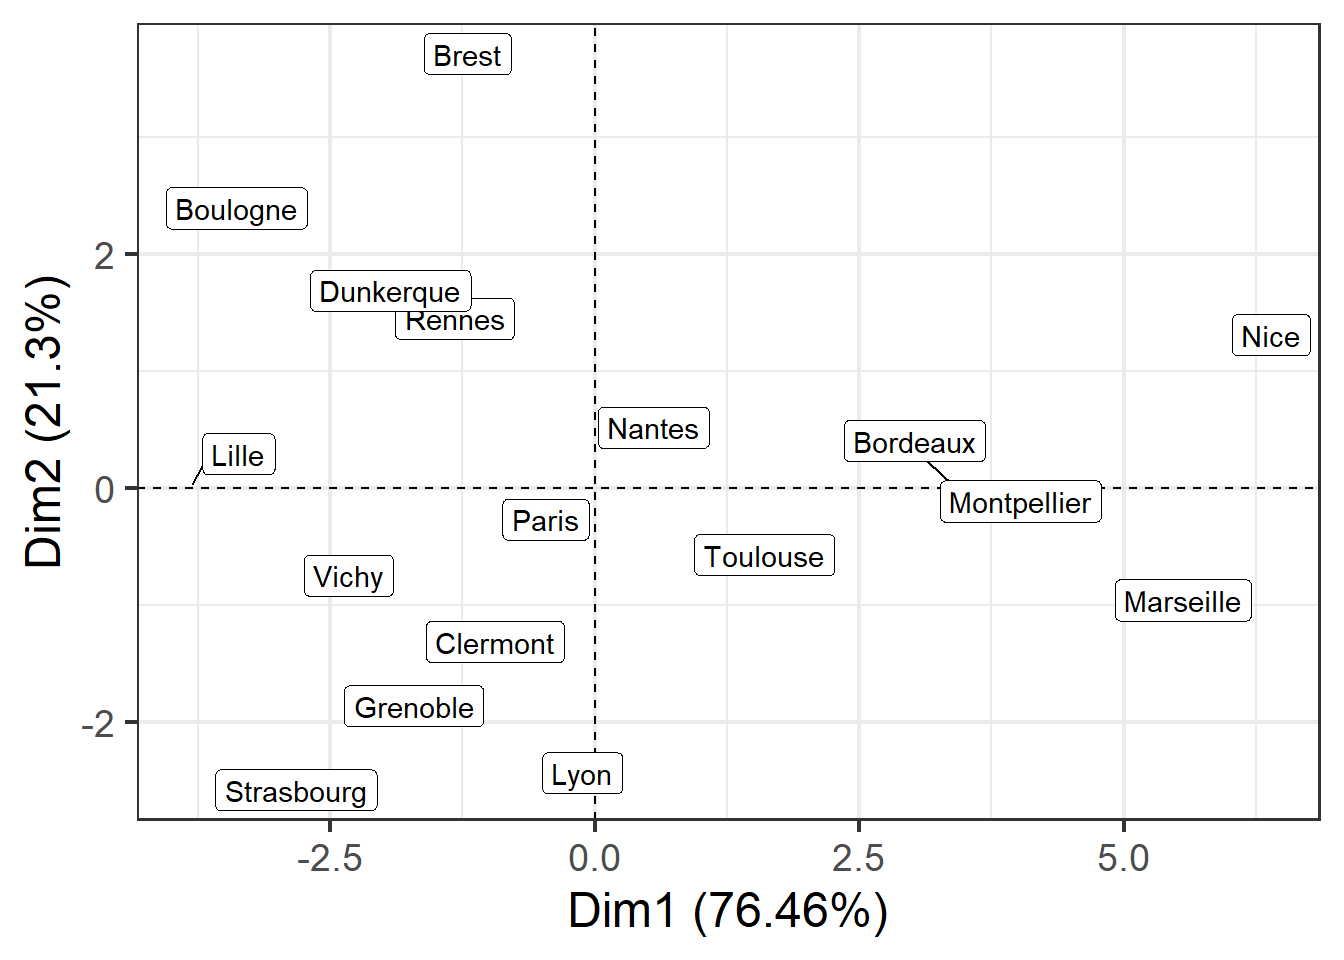 Brest
Boulogne
2
Dunkerque
Rennes
Nice
Nantes
Bordeaux
Lille
0
Montpellier
Paris
Toulouse
Vichy
Marseille
Clermont
Grenoble
-2
Lyon
Strasbourg
Dim2 (21.3%)
-2.5 0.0 2.5 5.0
Dim1 (76.46%)